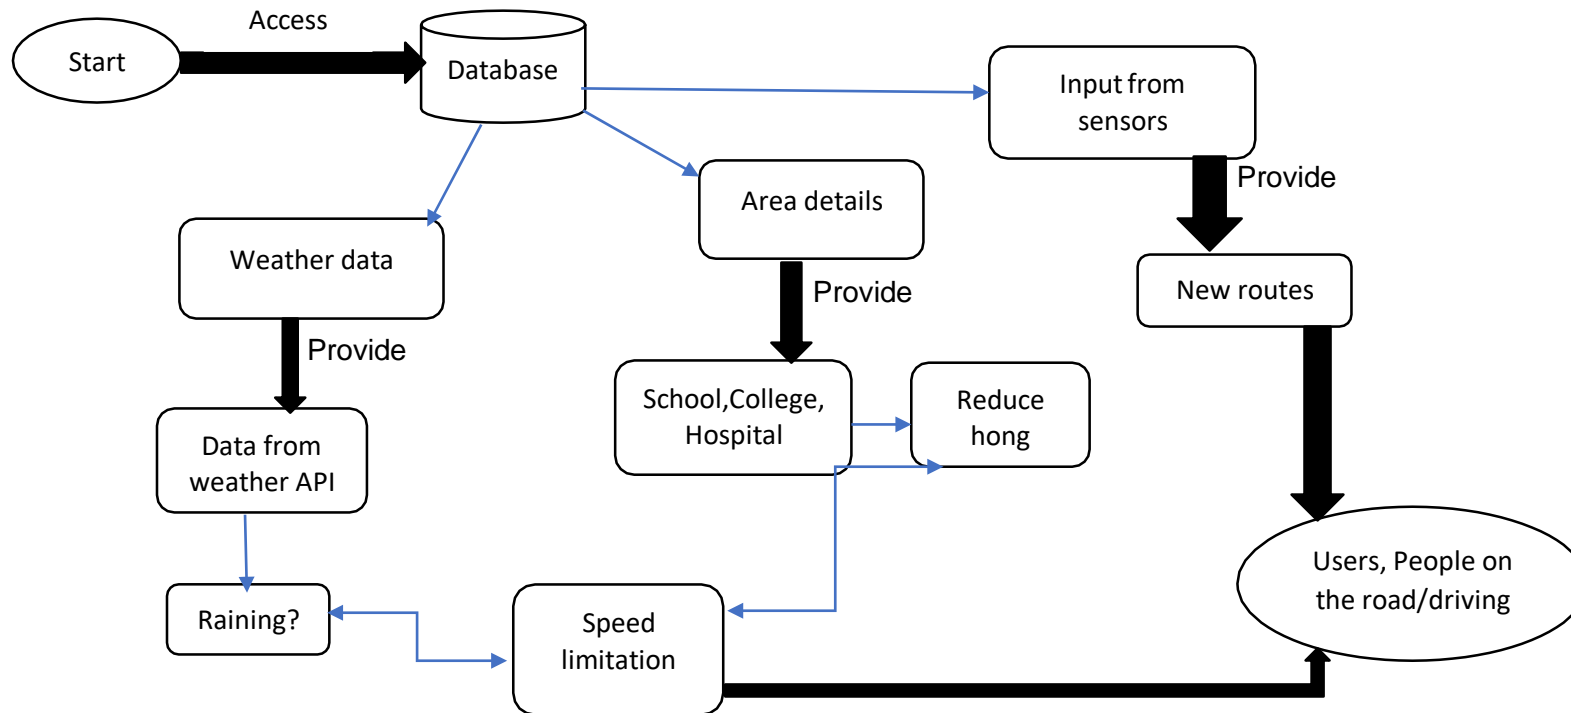 Access
Start
Database
Input from
sensors
Provide
Area details
Weather data
Provide
New routes
Provide
School,College,
Hospital
Reduce
hong
Data from
weather API
Users, People on
the road/driving
Raining?
Speed
limitation